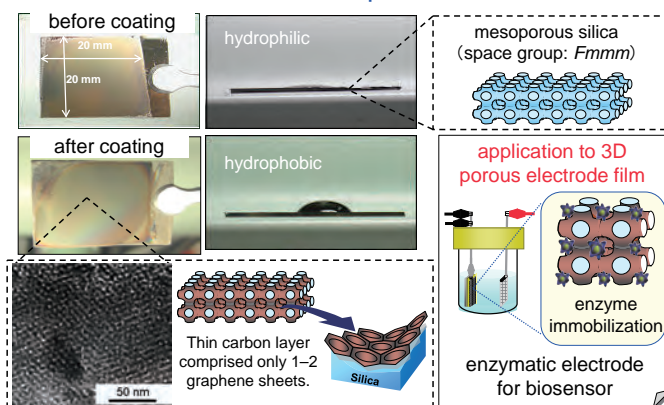 before coating
20 mm
20 mm
hydrophilic
mesoporous silica
(space group: Fmmm)
after coating
hydrophobic
application to 3D
porous electrode film
enzyme
immobilization
enzymatic electrode
for biosensor
50 nm
Thin carbon layer
comprised only 1–2
graphene sheets.
Silica